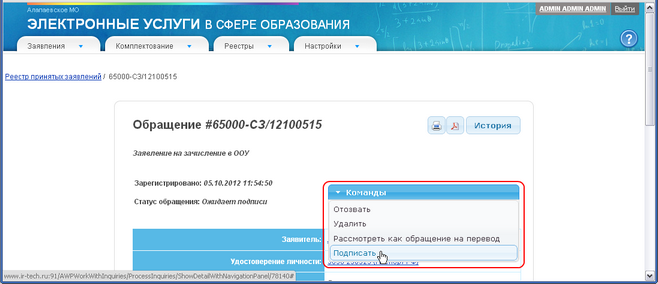 Алапаевское МО
ADMIN ADMIN ADMIN Выйти
ЭЛЕКТРОННЫЕ УСЛУГИ В СФЕРЕ ОБРАЗОВАНИЯ
Заявления Комплектование Реестры Настройки
?
Реестр принятых заявлений / 65000-СЗ/12100515
Обращение #65000-СЗ/12100515
История
Заявление на зачисление в ООУ
Зарегистрировано: 05.10.2012 11:54:50
Статус обращения: Ожидает подписи
Команды
Отозвать
Удалить
Рассмотреть как обращение на перевод
Подписать
Заявитель:
Удостоверение личности:
www.ir-tech.ru:91/AWPWorkWithInquiries/ProcessInquiries/ShowDetailWithNavigationPanel/78140#